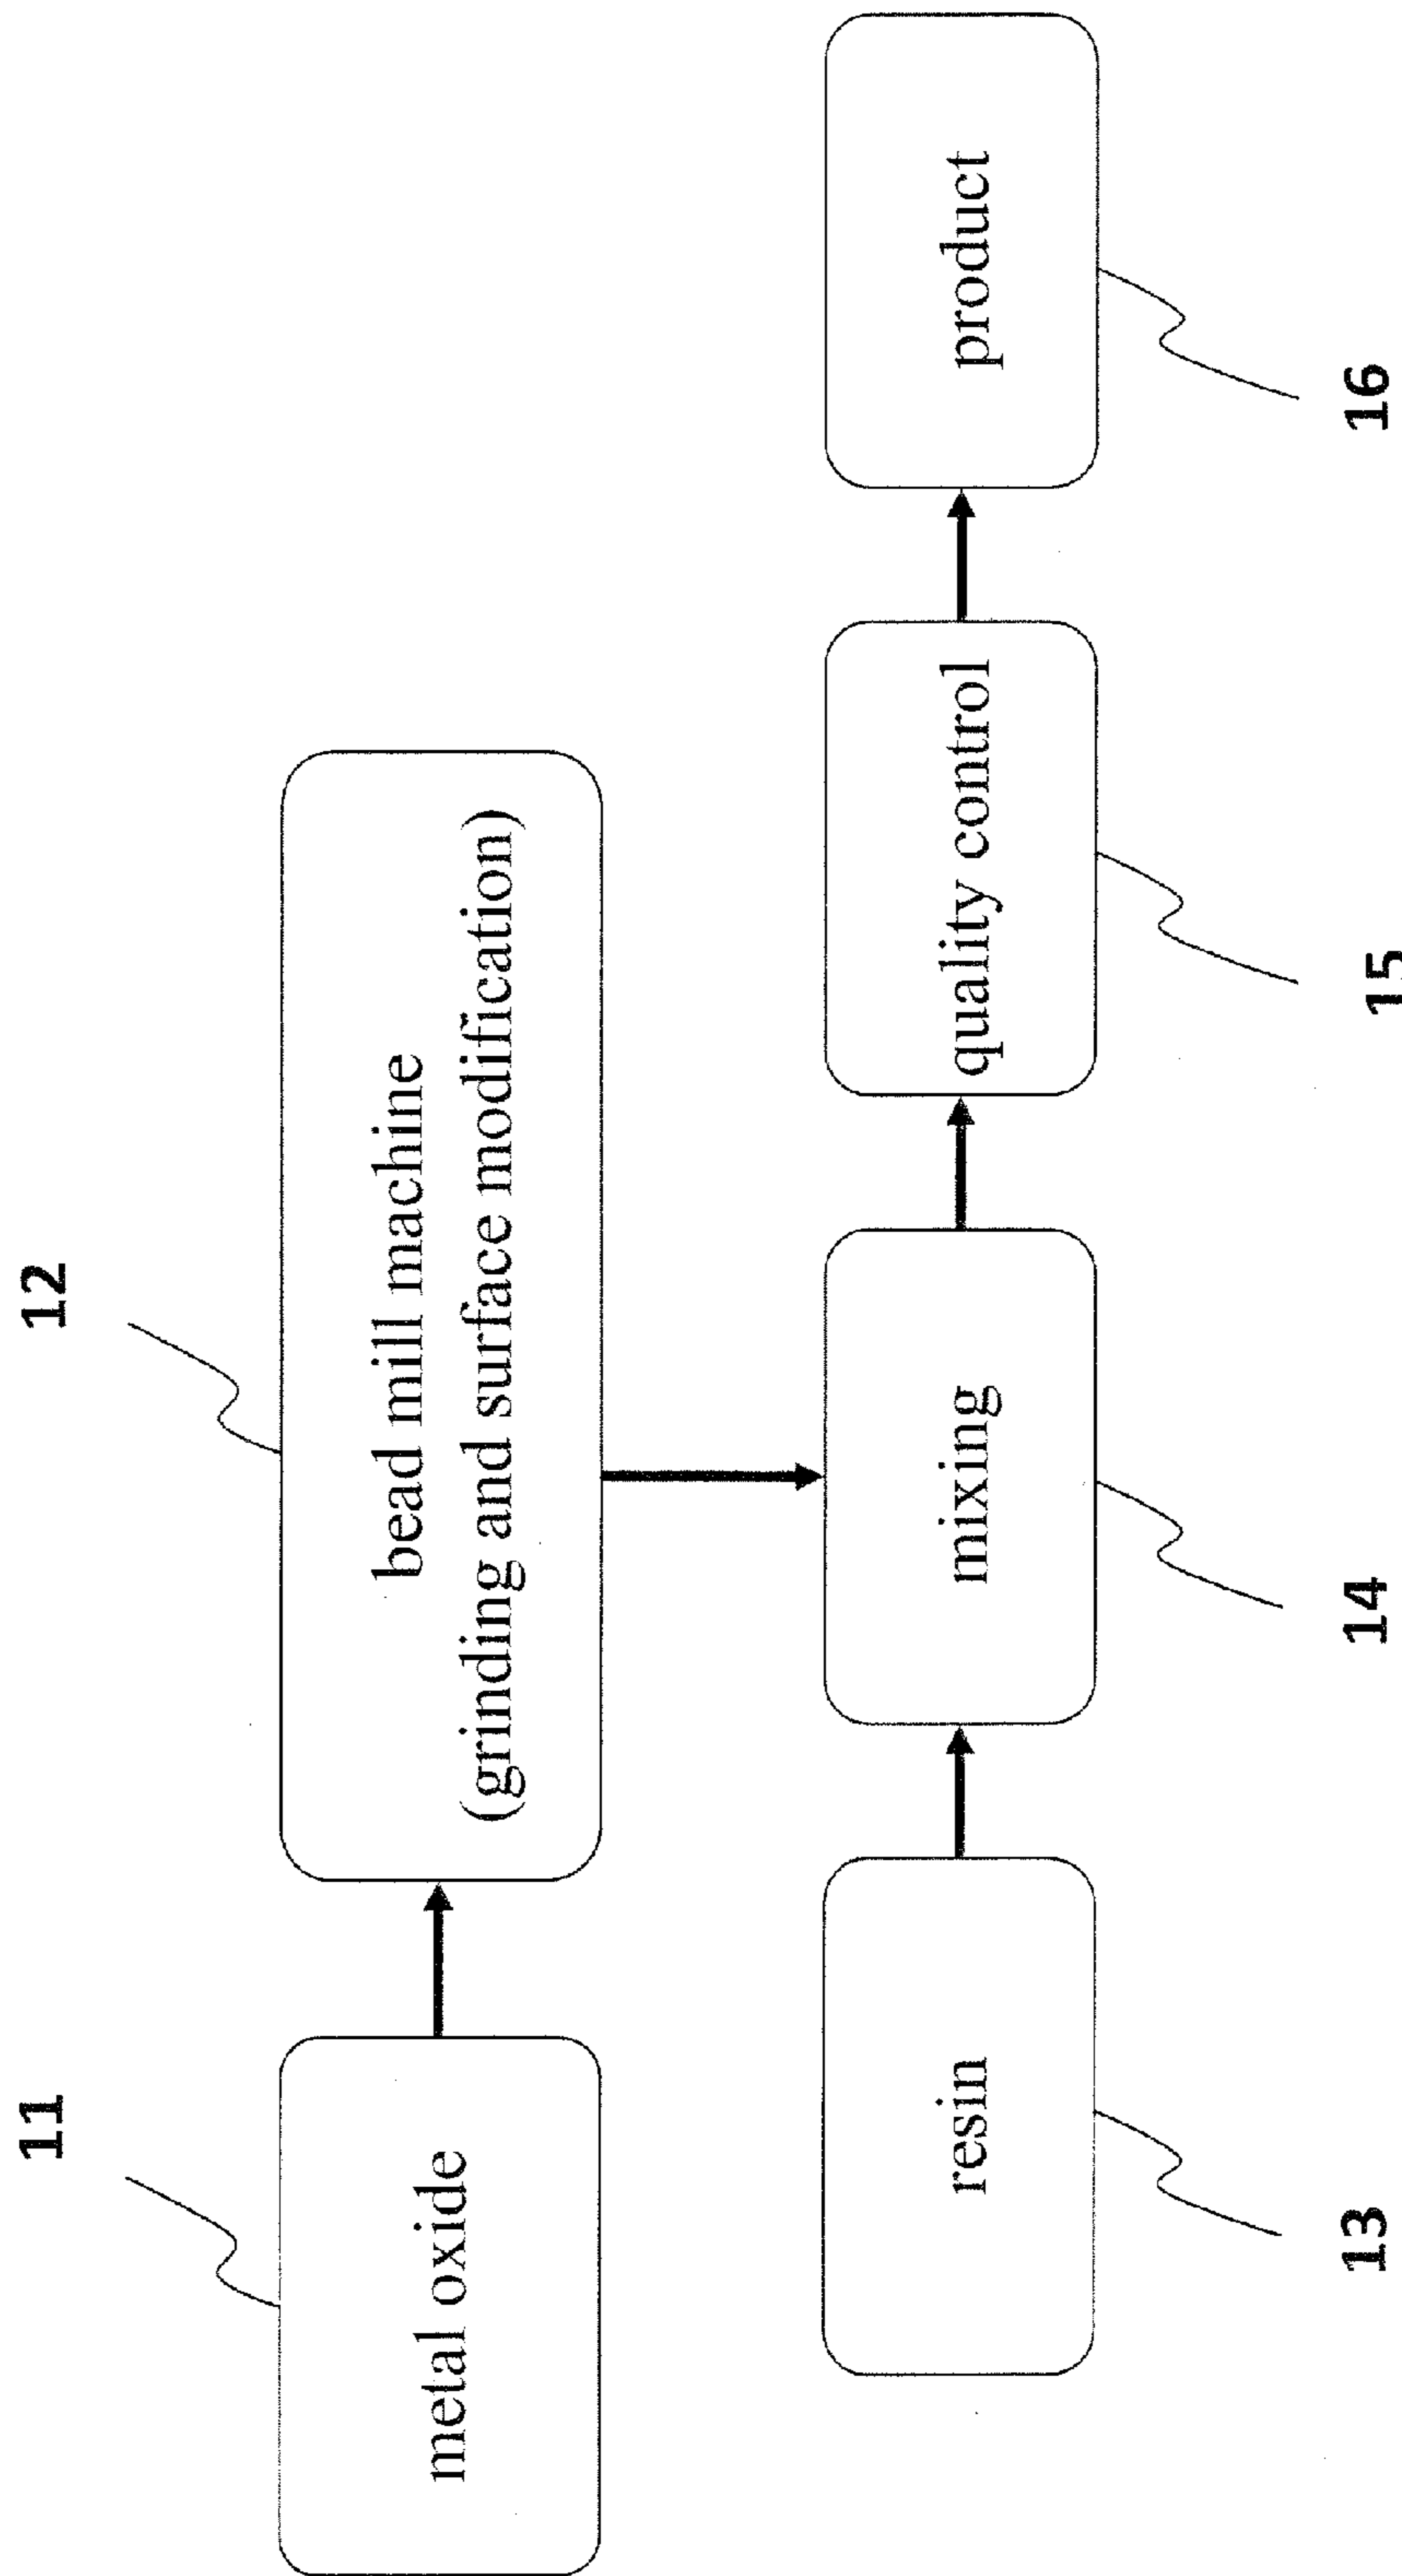 11
12
metal oxide
bead mill machine
(grinding and surface modification)
resin
mixing
quality control
product
13
14
15
16